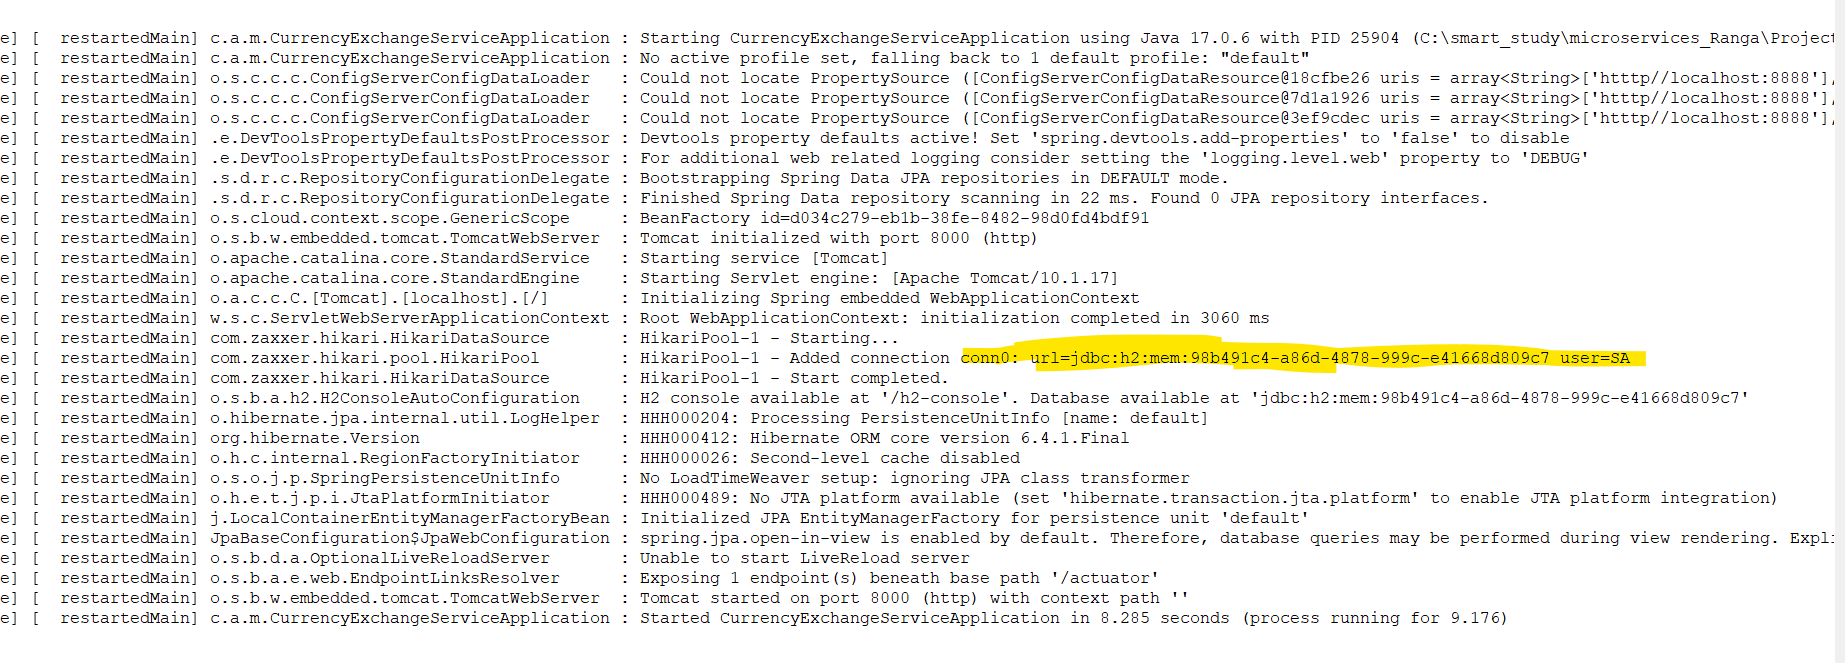 e] [  restartedMain] c.a.m.CurrencyExchangeServiceApplication : Starting CurrencyExchangeServiceApplication using Java 17.0.6 with PID 25904 (C:\smart_study\microservices_Ranga\Project
e] [  restartedMain] c.a.m.CurrencyExchangeServiceApplication : No active profile set, falling back to 1 default profile: "default"
e] [  restartedMain] o.s.c.c.c.ConfigServerConfigDataLoader   : Could not locate PropertySource ([ConfigServerConfigDataResource@18cfbe26 uris = array<String>['htttp//localhost:8888'],
e] [  restartedMain] o.s.c.c.c.ConfigServerConfigDataLoader   : Could not locate PropertySource ([ConfigServerConfigDataResource@7d1a1926 uris = array<String>['htttp//localhost:8888'],
e] [  restartedMain] o.s.c.c.c.ConfigServerConfigDataLoader   : Could not locate PropertySource ([ConfigServerConfigDataResource@3ef9cdec uris = array<String>['htttp//localhost:8888'],
e] [  restartedMain] .e.DevToolsPropertyDefaultsPostProcessor : Devtools property defaults active! Set 'spring.devtools.add-properties' to 'false' to disable
e] [  restartedMain] .e.DevToolsPropertyDefaultsPostProcessor : For additional web related logging consider setting the 'logging.level.web' property to 'DEBUG'
e] [  restartedMain] .s.d.r.c.RepositoryConfigurationDelegate : Bootstrapping Spring Data JPA repositories in DEFAULT mode.
e] [  restartedMain] .s.d.r.c.RepositoryConfigurationDelegate : Finished Spring Data repository scanning in 22 ms. Found 0 JPA repository interfaces.
e] [  restartedMain] o.s.cloud.context.scope.GenericScope     : BeanFactory id=d034c279-eb1b-38fe-8482-98d0fd4bdf91
e] [  restartedMain] o.s.b.w.embedded.tomcat.TomcatWebServer  : Tomcat initialized with port 8000 (http)
e] [  restartedMain] o.apache.catalina.core.StandardService   : Starting service [Tomcat]
e] [  restartedMain] o.apache.catalina.core.StandardEngine    : Starting Servlet engine: [Apache Tomcat/10.1.17]
e] [  restartedMain] o.a.c.c.C.[Tomcat].[localhost].[/]       : Initializing Spring embedded WebApplicationContext
e] [  restartedMain] w.s.c.ServletWebServerApplicationContext : Root WebApplicationContext: initialization completed in 3060 ms
e] [  restartedMain] com.zaxxer.hikari.HikariDataSource       : HikariPool-1 - Starting...
e] [  restartedMain] com.zaxxer.hikari.pool.HikariPool        : HikariPool-1 - Added connection conn0: url=jdbc:h2:mem:98b491c4-a86d-4878-999c-e41668d809c7 user=SA
e] [  restartedMain] com.zaxxer.hikari.HikariDataSource       : HikariPool-1 - Start completed.
e] [  restartedMain] o.s.b.a.h2.H2ConsoleAutoConfiguration    : H2 console available at '/h2-console'. Database available at 'jdbc:h2:mem:98b491c4-a86d-4878-999c-e41668d809c7'
e] [  restartedMain] o.hibernate.jpa.internal.util.LogHelper  : HHH000204: Processing PersistenceUnitInfo [name: default]
e] [  restartedMain] org.hibernate.Version                    : HHH000412: Hibernate ORM core version 6.4.1.Final
e] [  restartedMain] o.h.c.internal.RegionFactoryInitiator    : HHH000026: Second-level cache disabled
e] [  restartedMain] o.s.o.j.p.SpringPersistenceUnitInfo      : No LoadTimeWeaver setup: ignoring JPA class transformer
e] [  restartedMain] o.h.e.t.j.p.i.JtaPlatformInitiator       : HHH000489: No JTA platform available (set 'hibernate.transaction.jta.platform' to enable JTA platform integration)
e] [  restartedMain] j.LocalContainerEntityManagerFactoryBean : Initialized JPA EntityManagerFactory for persistence unit 'default'
e] [  restartedMain] JpaBaseConfiguration$JpaWebConfiguration : spring.jpa.open-in-view is enabled by default. Therefore, database queries may be performed during view rendering. Expli
e] [  restartedMain] o.s.b.d.a.OptionalLiveReloadServer       : Unable to start LiveReload server
e] [  restartedMain] o.s.b.a.e.web.EndpointLinksResolver      : Exposing 1 endpoint(s) beneath base path '/actuator'
e] [  restartedMain] o.s.b.w.embedded.tomcat.TomcatWebServer  : Tomcat started on port 8000 (http) with context path ''
e] [  restartedMain] c.a.m.CurrencyExchangeServiceApplication : Started CurrencyExchangeServiceApplication in 8.285 seconds (process running for 9.176)